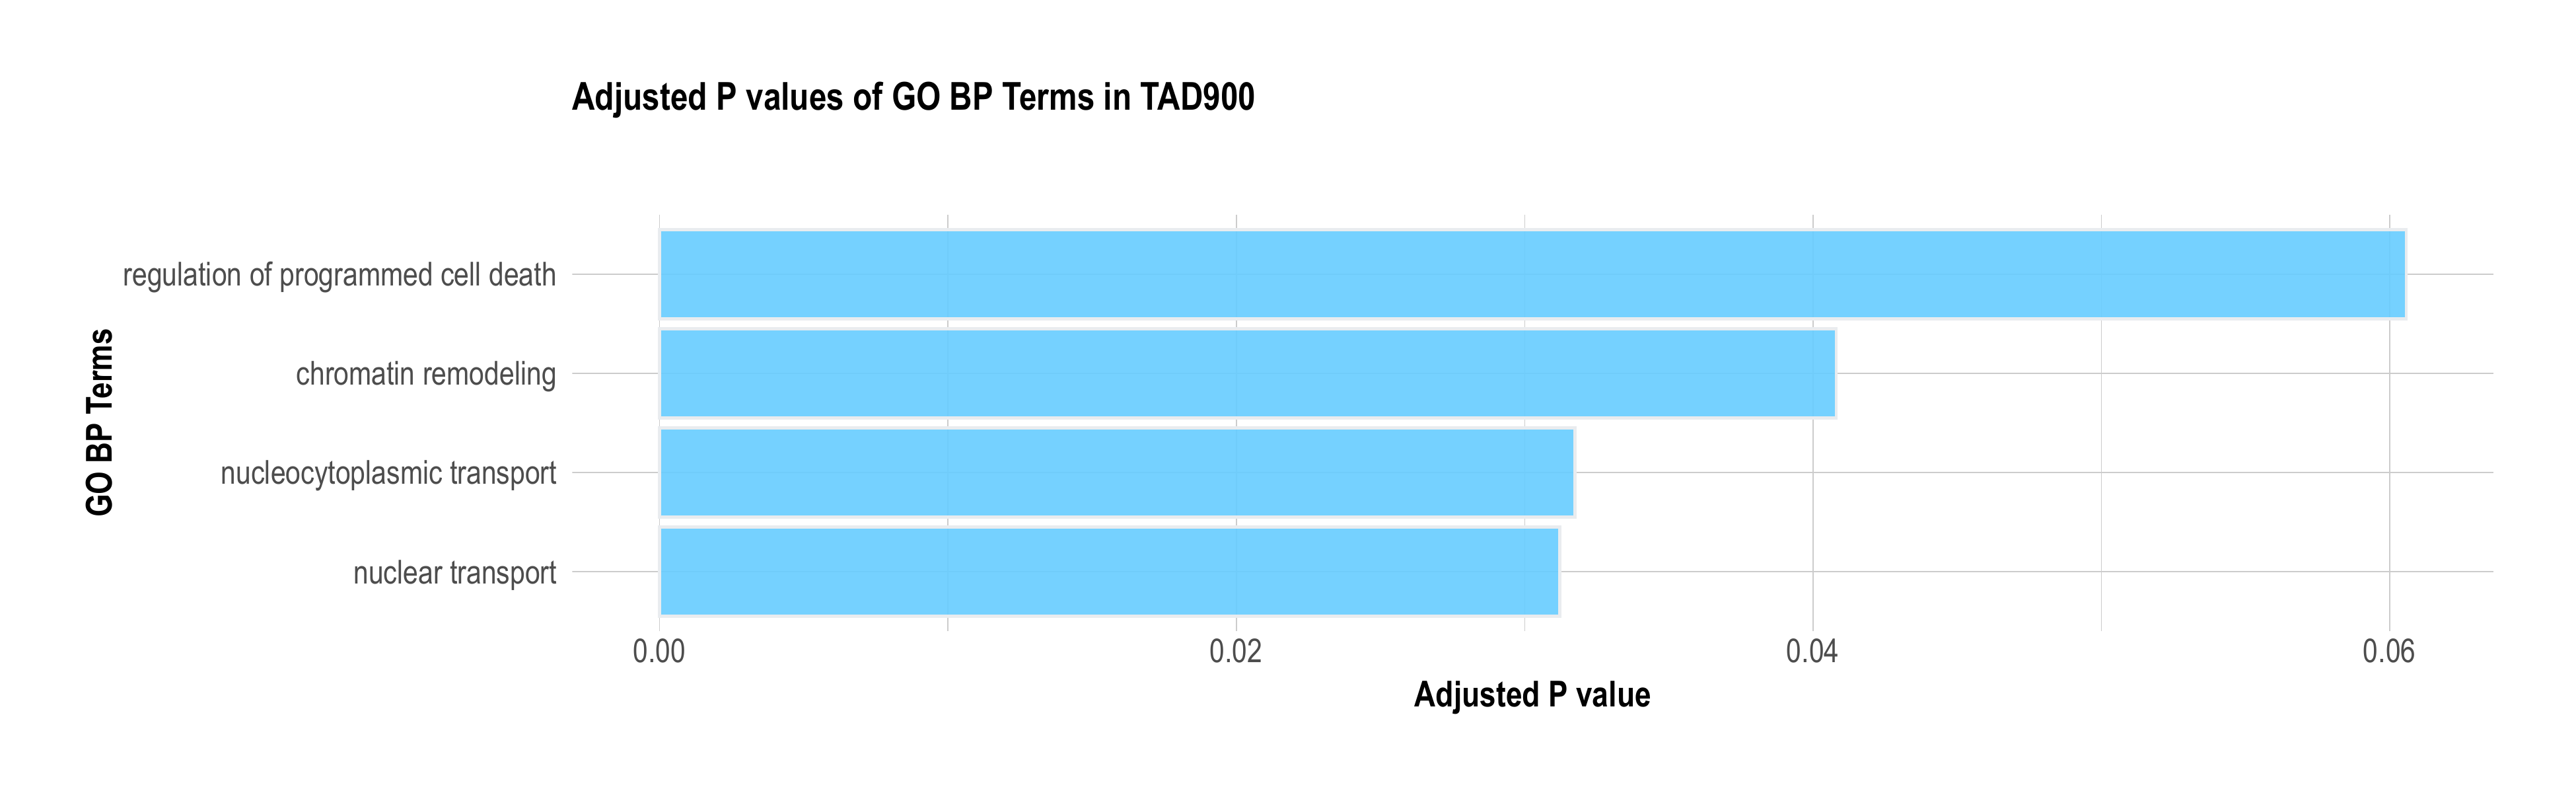 Adjusted P values of GO BP Terms in TAD900
GO BP Terms
regulation of programmed cell death
chromatin remodeling
nucleocytoplasmic transport
nuclear transport
0.00 0.02 0.04 0.06
Adjusted P value